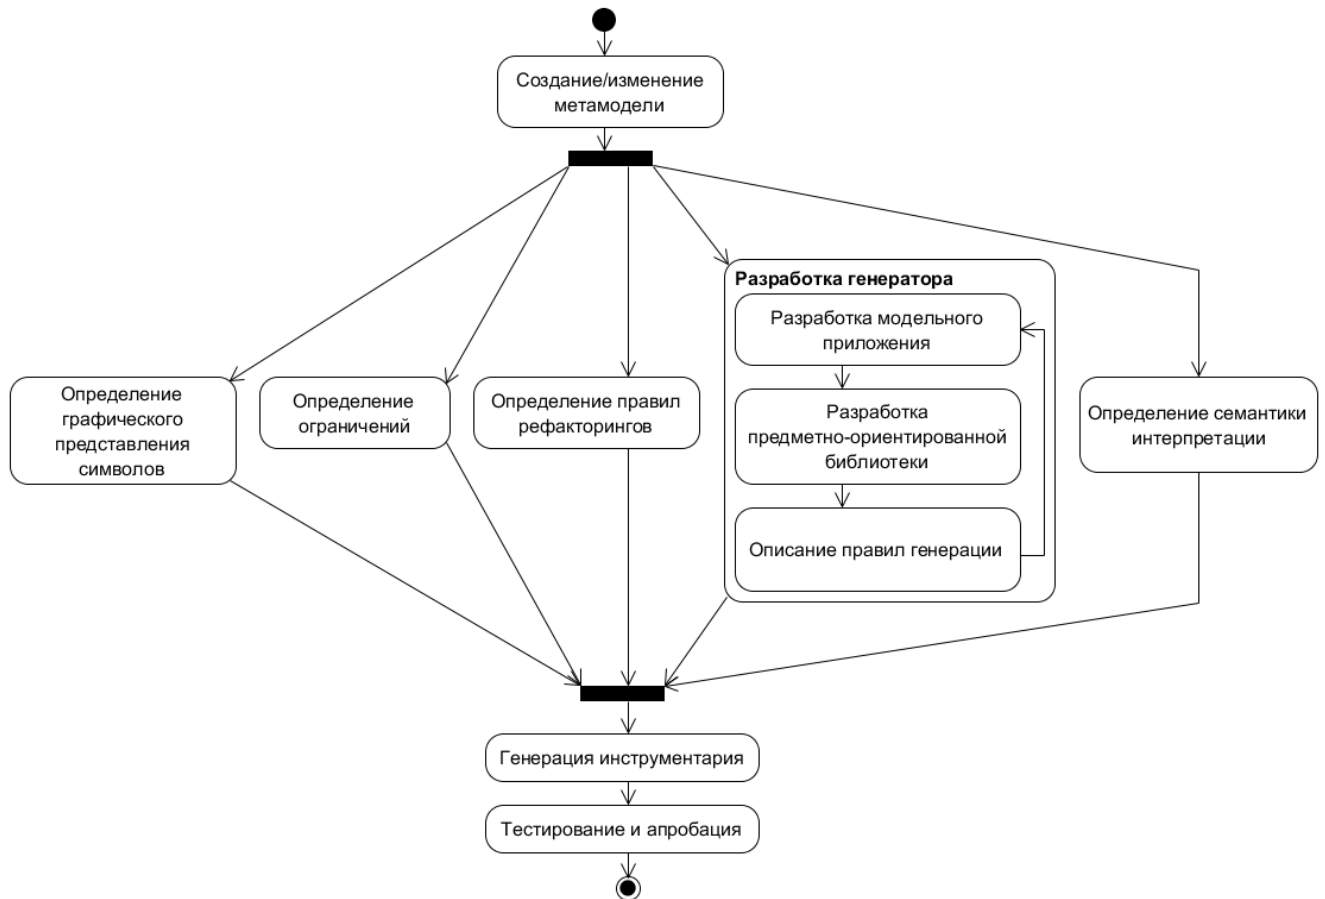 Создание/изменение
метамодели
Определение
графического
представления
символов
Определение
ограничений
Определение правил
рефакторингов
Разработка генератора
Разработка модельного
приложения
Разработка
предметно-ориентированной
библиотеки
Описание правил генерации
Определение семантики
интерпретации
Генерация инструментария
Тестирование и апробация